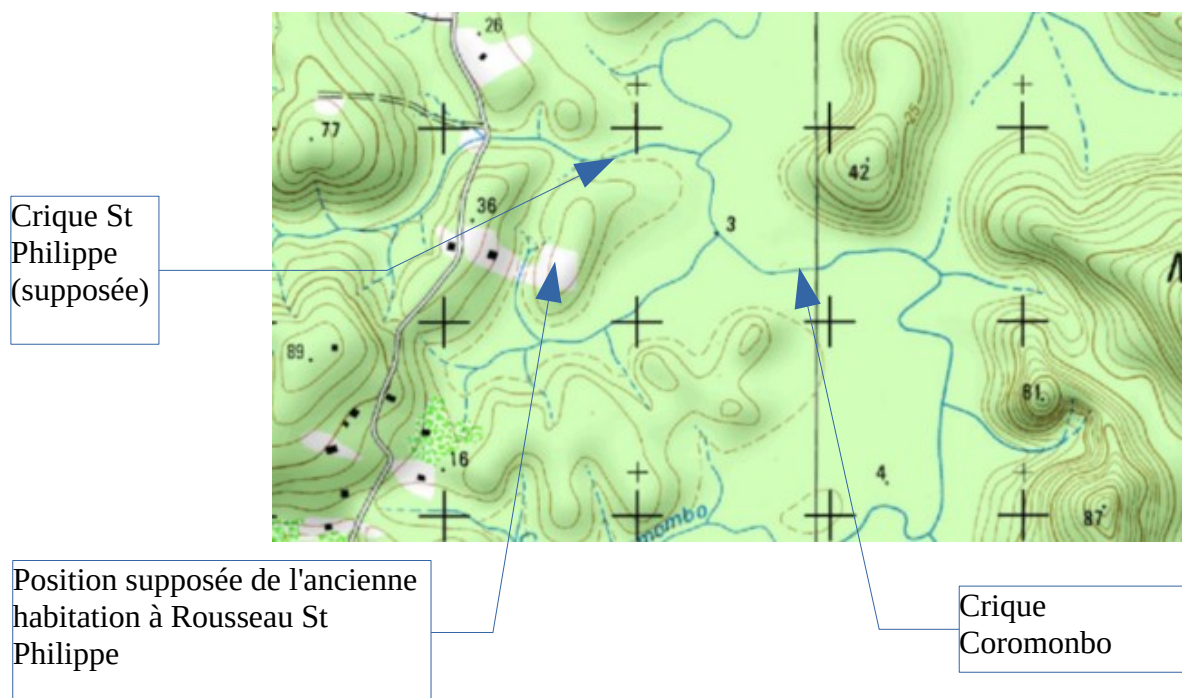 26
77
25
42
Crique St
Philippe
(supposée)
36
3
89
81
16
4
mombo
87
Position supposée de l'ancienne
habitation à Rousseau St
Philippe
Crique
Coromonbo